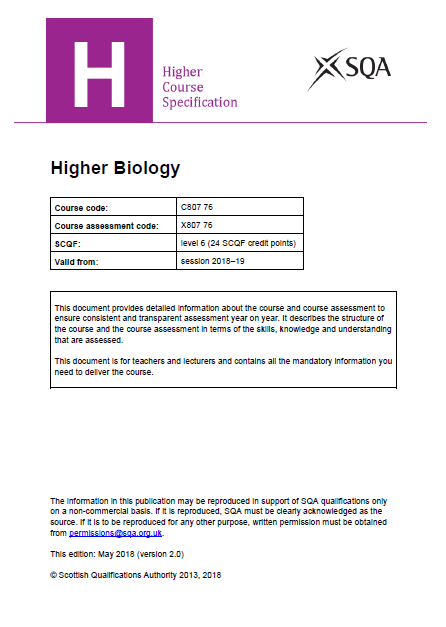 H
Higher
Course
Specification
SQA
Higher Biology
Course code: C807 76
Course assessment code: X807 76
SCQF: level 6 (24 SCQF credit points)
Valid from: session 2018–19
This document provides detailed information about the course and course assessment to
ensure consistent and transparent assessment year on year. It describes the structure of
the course and the course assessment in terms of the skills, knowledge and understanding
that are assessed.
This document is for teachers and lecturers and contains all the mandatory information you
need to deliver the course.
The information in this publication may be reproduced in support of SQA qualifications only
on a non-commercial basis. If it is reproduced, SQA must be clearly acknowledged as the
source. If it is to be reproduced for any other purpose, written permission must be obtained
from permissions@sqa.org.uk.
This edition: May 2018 (version 2.0)
© Scottish Qualifications Authority 2013, 2018